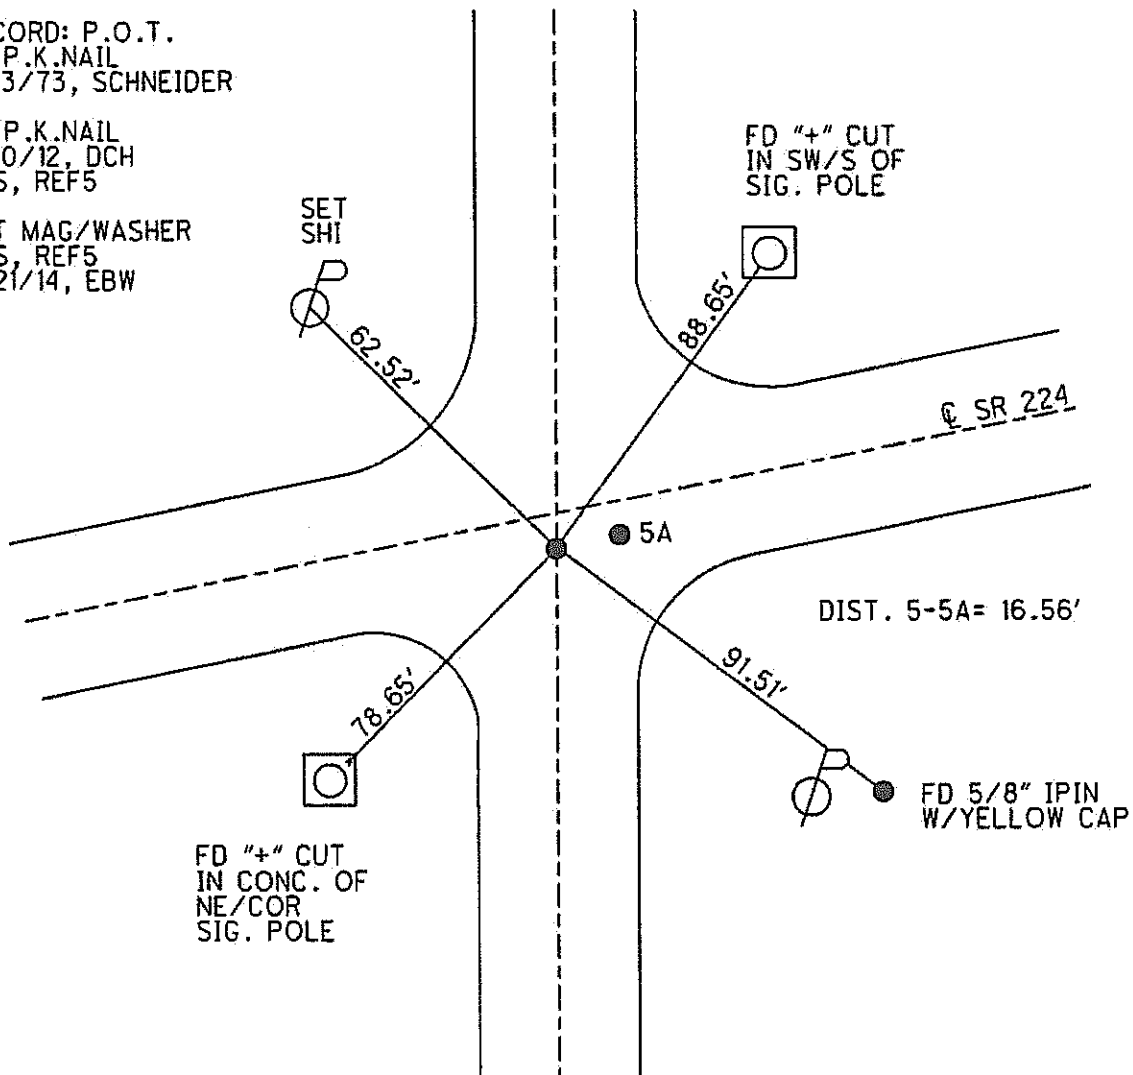 CORD: P.O.T.
P.K.NAIL
3/73, SCHNEIDER
P.K.NAIL
0/12, DCH
S, REF5
T MAG/WASHER
S, REF5
21/14, EBW
SET
SHI
FD "+" CUT
IN SW/S OF
SIG. POLE
62.52'
88.65'
℄ SR 224
5A
DIST. 5-5A= 16.56'
78.65'
91.51'
FD 5/8" IPIN
W/YELLOW CAP
FD "+" CUT
IN CONC. OF
NE/COR
SIG. POLE